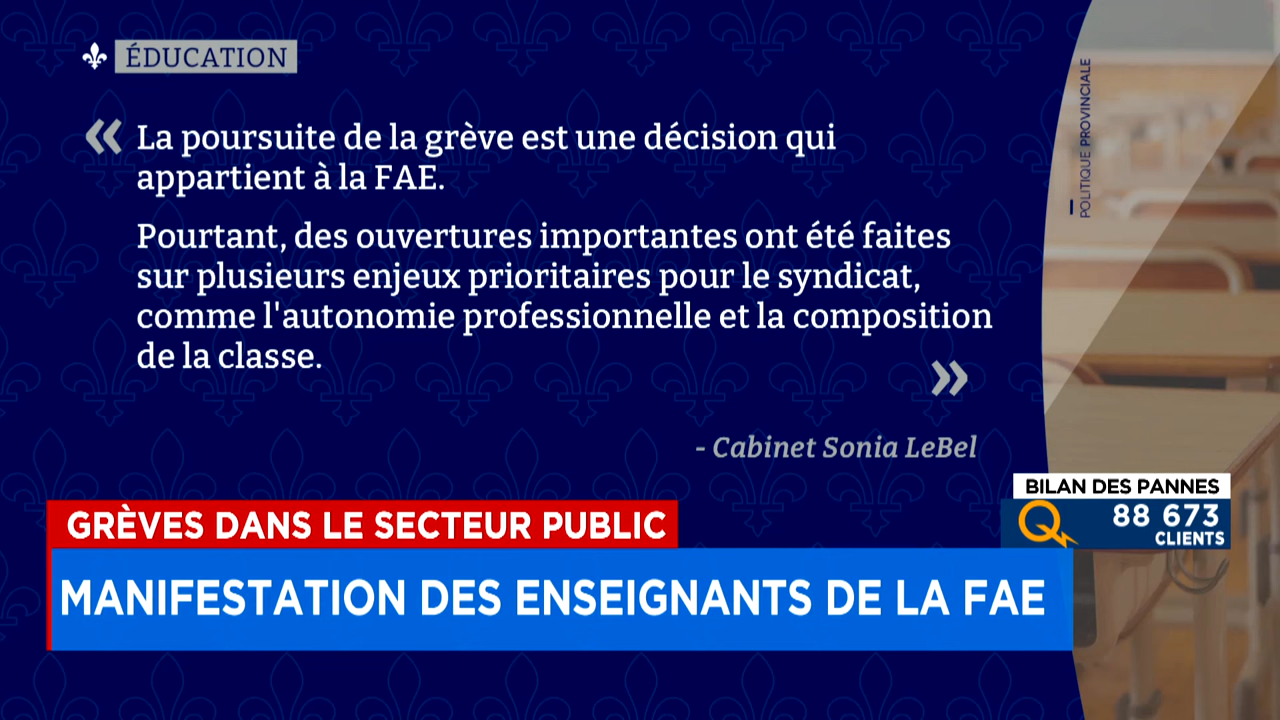 ÉDUCATION
« La poursuite de la grève est une décision qui
appartient à la FAE.
Pourtant, des ouvertures importantes ont été faites
sur plusieurs enjeux prioritaires pour le syndicat,
comme l'autonomie professionnelle et la composition
de la classe.
»
- Cabinet Sonia LeBel
POLITIQUE PROVINCIALE
BILAN DES PANNES
88 673
CLIENTS
GRÈVES DANS LE SECTEUR PUBLIC
MANIFESTATION DES ENSEIGNANTS DE LA FAE